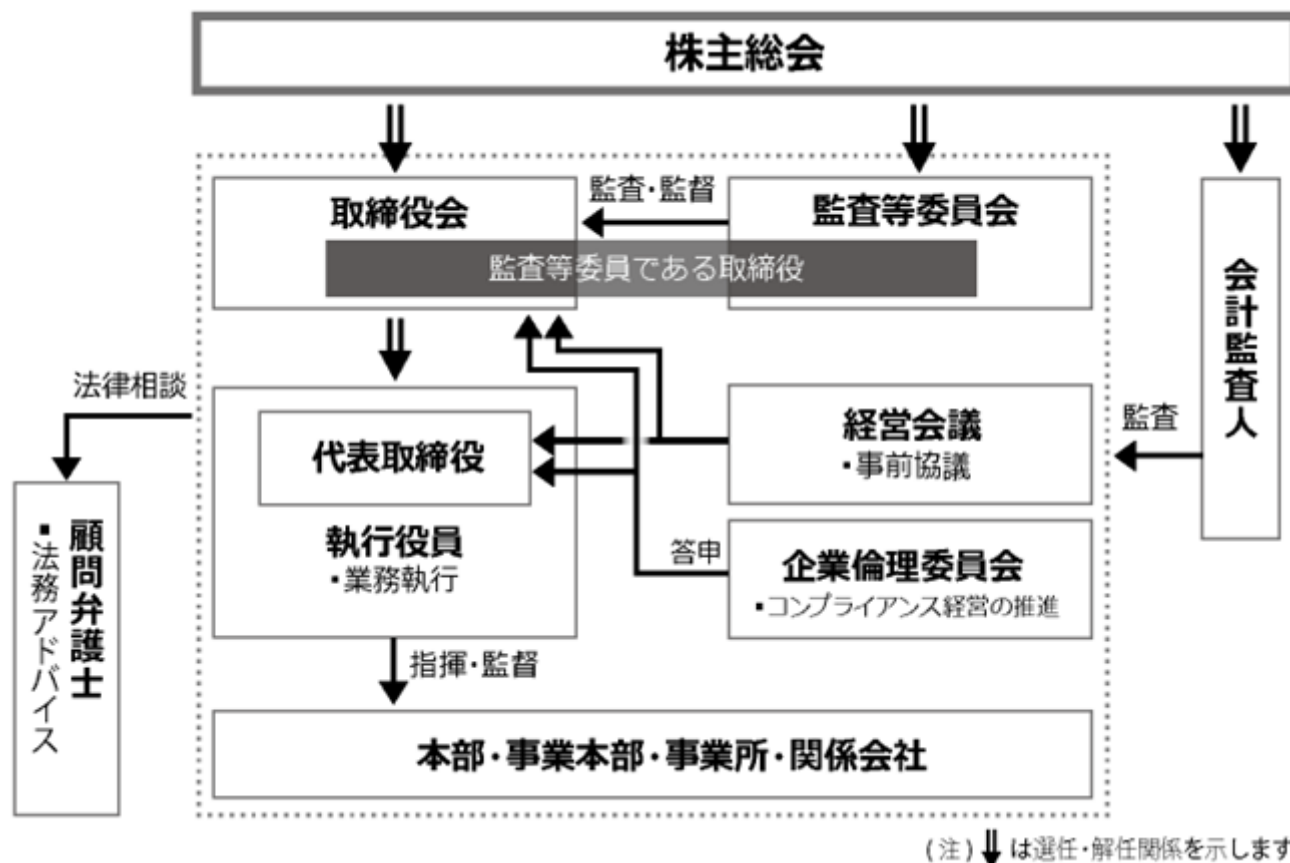 株主総会
取締役会
監査・監督
監査等委員会
監査等委員である取締役
会計監査人
法律相談
代表取締役
経営会議
▪事前協議
監査
執行役員
▪業務執行
答申
企業倫理委員会
▪コンプライアンス経営の推進
顧問弁護士
▪法務アドバイス
指揮・監督
本部・事業本部・事業所・関係会社
(注)⇓は選任・解任関係を示します